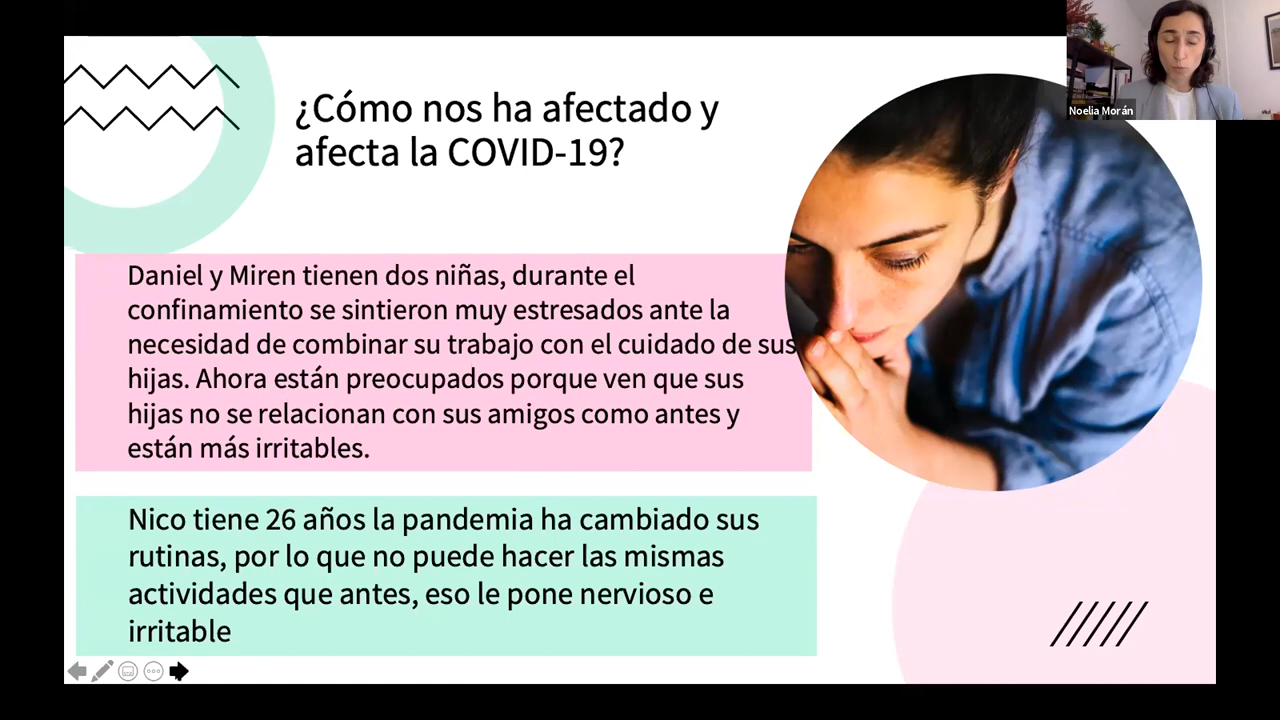 ¿Cómo nos ha afectado y
afecta la COVID-19?
Noelia Morán
Daniel y Miren tienen dos niñas, durante el
confinamiento se sintieron muy estresados ante la
necesidad de combinar su trabajo con el cuidado de sus
hijas. Ahora están preocupados porque ven que sus
hijas no se relacionan con sus amigos como antes y
están más irritables.
Nico tiene 26 años la pandemia ha cambiado sus
rutinas, por lo que no puede hacer las mismas
actividades que antes, eso le pone nervioso e
irritable